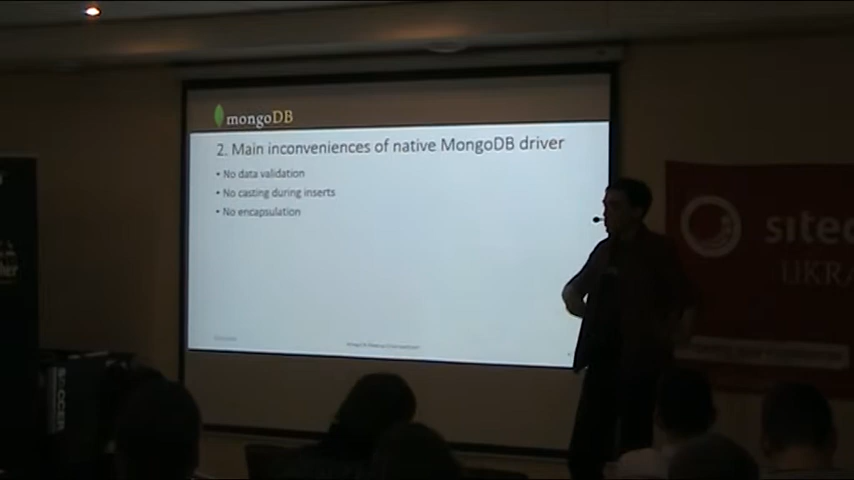 mongoDB
2. Main inconveniences of native MongoDB driver
• No data validation
• No casting during inserts
• No encapsulation
sitec
UKRA
SOCCER